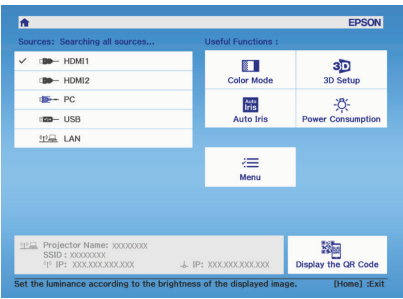 EPSON
Sources: Searching all sources...
HDMI1
HDMI2
PC
USB
LAN
Useful Functions :
3D
Color Mode
3D Setup
Auto
Iris
Auto Iris
Power Consumption
Menu
Projector Name: XXXXXXXX
SSID : XXXXXXXX
IP: XXX.XXX.XXX.XXX
IP: XXX.XXX.XXX.XXX
Display the QR Code
Set the luminance according to the brightness of the displayed image.
[Home] :Exit